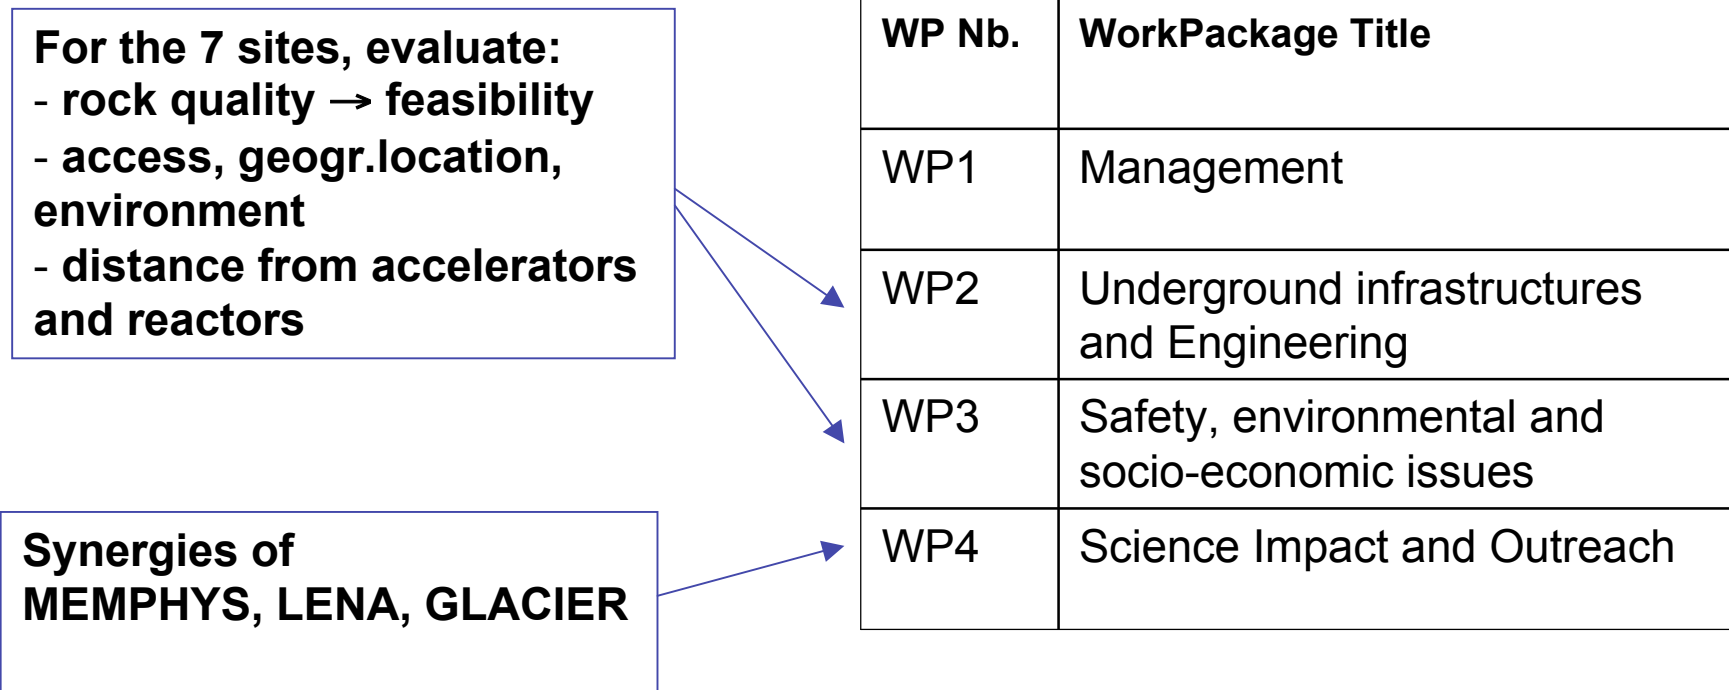 For the 7 sites, evaluate:
- rock quality → feasibility
- access, geogr.location,
environment
- distance from accelerators
and reactors
Synergies of
MEMPHYS, LENA, GLACIER
WP Nb. WorkPackage Title
WP1 Management
WP2 Underground infrastructures
and Engineering
WP3 Safety, environmental and
socio-economic issues
WP4 Science Impact and Outreach